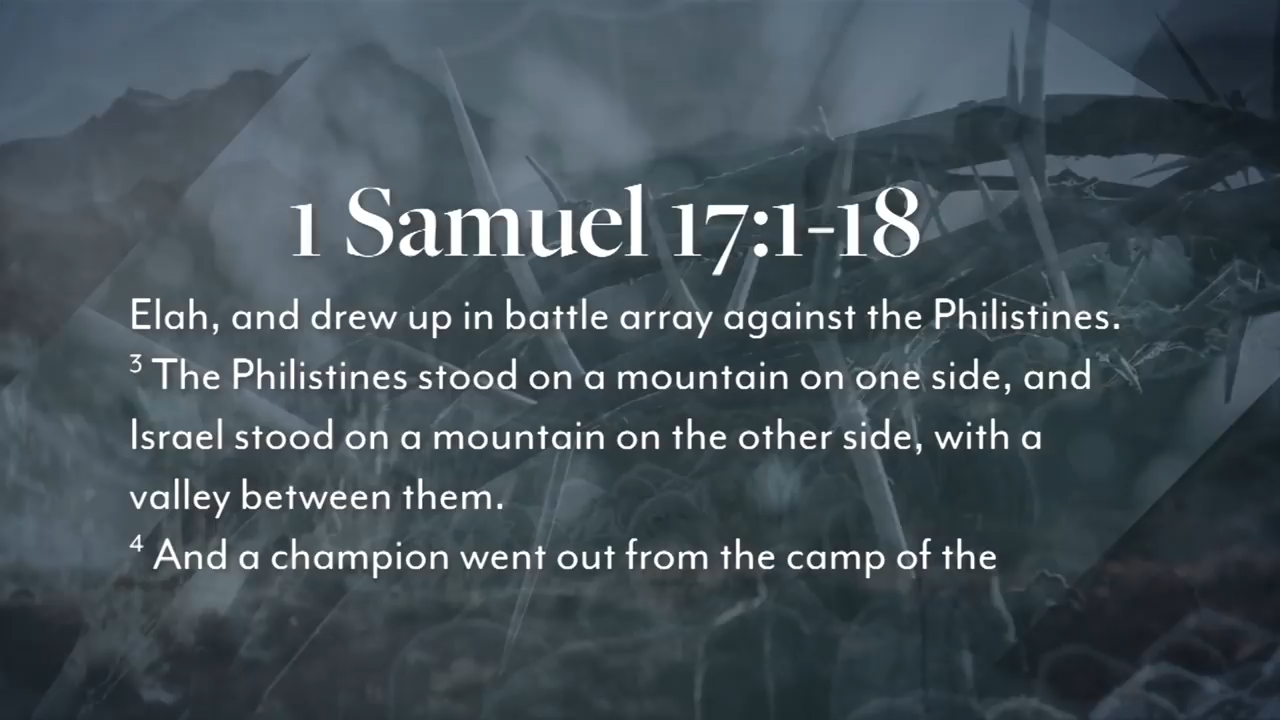 1 Samuel 17:1-18
Elah, and drew up in battle array against the Philistines.
3 The Philistines stood on a mountain on one side, and
Israel stood on a mountain on the other side, with a
valley between them.
4 And a champion went out from the camp of the